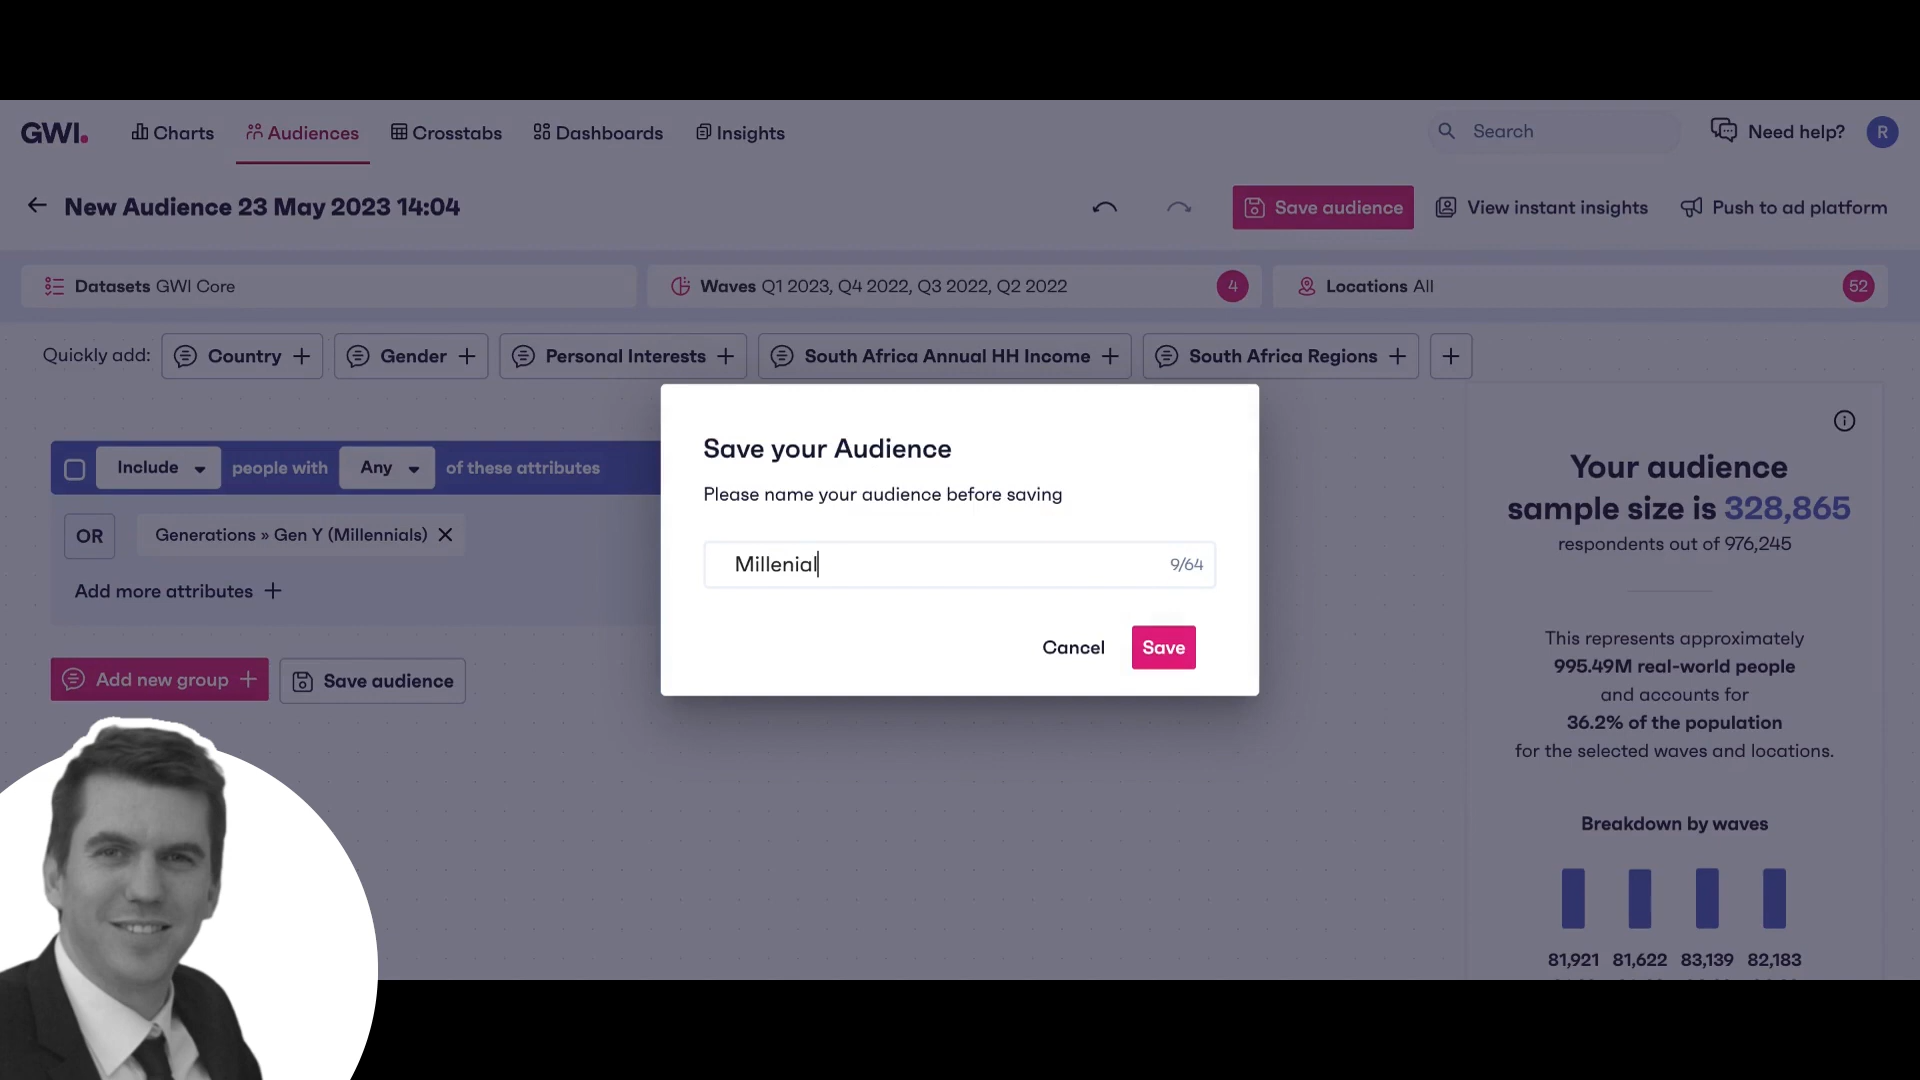 GWI.
Charts
Audiences
Crosstabs
Dashboards
Insights
Search
Need help?
R
New Audience 23 May 2023 14:04
Save audience
View instant insights
Push to ad platform
Datasets GWI Core
Waves Q1 2023, Q4 2022, Q3 2022, Q2 2022
4
Locations All
52
Quickly add:
Country
Gender
Personal Interests
South Africa Annual HH Income
South Africa Regions
Include
people with
Any
of these attributes
OR
Generations » Gen Y (Millennials)
Add more attributes
Add new group
Save audience
Save your Audience
Please name your audience before saving
Millenial
9/64
Cancel
Save
Your audience
sample size is 328,865
respondents out of 976,245
This represents approximately
995.49M real-world people
and accounts for
36.2% of the population
for the selected waves and locations.
Breakdown by waves
81,921 81,622 83,139 82,183